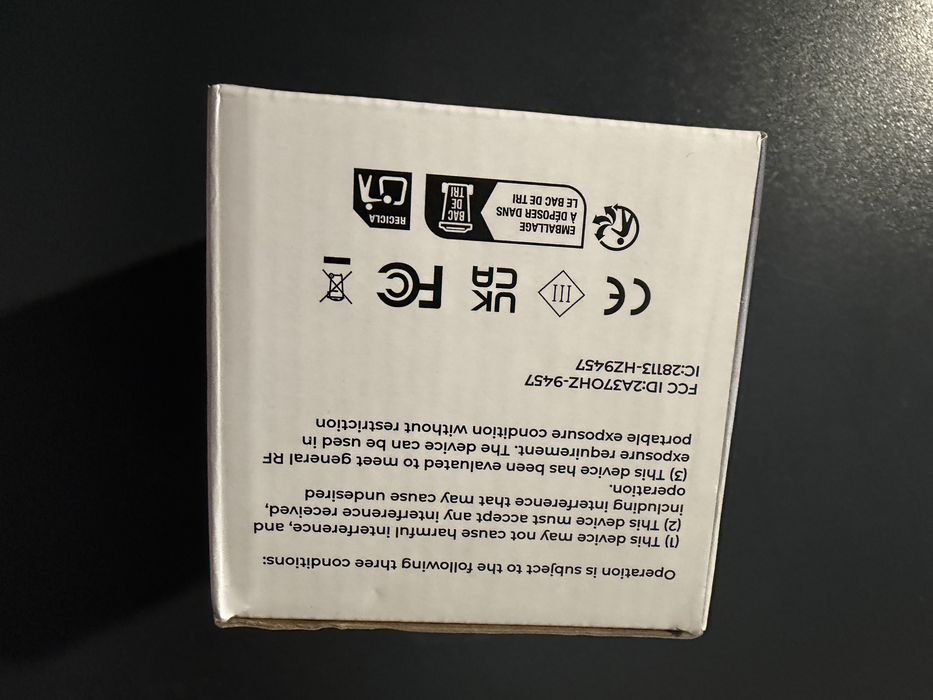 Operation is subject to the following three conditions:
(1) This device may not cause harmful interference, and
(2) This device must accept any interference received,
including interference that may cause undesired
operation.
(3) This device has been evaluated to meet general RF
exposure requirement. The device can be used in
portable exposure condition without restriction
FCC ID:2A37OHZ-9457
IC:28113-HZ9457
CE
III
UK
CA
FC
EMBALLAGE
À DÉPOSER DANS
LE BAC DE TRI
BAC
DE
TRI
RECICLA